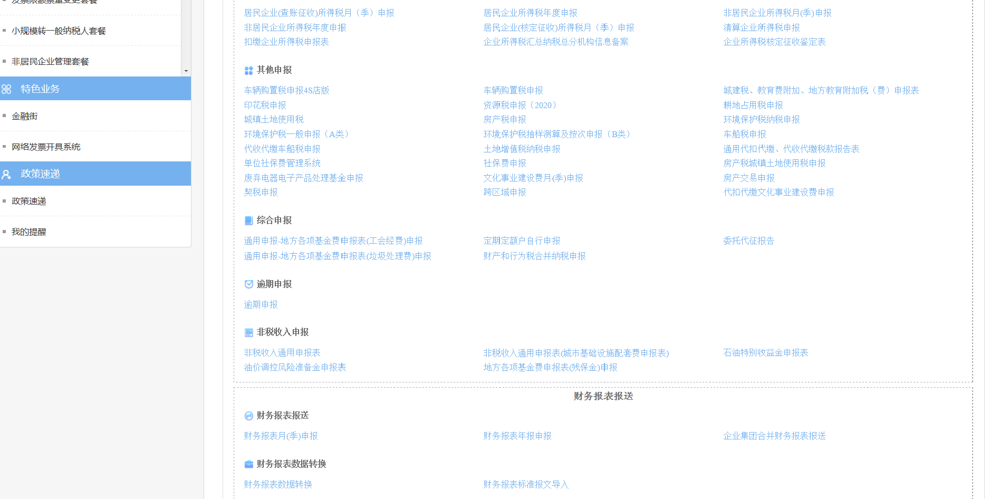 发票限额票量变更套餐
小规模转一般纳税人套餐
非居民企业管理套餐
特色业务
金融街
网络发票开具系统
政策速递
政策速递
我的提醒
居民企业(查账征收)所得税月（季）申报
居民企业所得税年度申报
非居民企业所得税月(季)申报
非居民企业所得税年度申报
居民企业(核定征收)所得税月（季）申报
清算企业所得税申报
扣缴企业所得税申报表
企业所得税汇总纳税总分机构信息备案
企业所得税核定征收鉴定表
其他申报
车辆购置税申报4S店版
车辆购置税申报
城建税、教育费附加、地方教育附加税（费）申报表
印花税申报
资源税申报（2020）
耕地占用税申报
城镇土地使用税
房产税申报
环境保护税纳税申报
环境保护税一般申报（A类）
环境保护税抽样测算及按次申报（B类）
车船税申报
代收代缴车船税申报
土地增值税纳税申报
通用代扣代缴、代收代缴税款报告表
单位社保费管理系统
社保费申报
房产税城镇土地使用税申报
废弃电器电子产品处理基金申报
文化事业建设费月(季)申报
房产交易申报
契税申报
跨区域申报
代扣代缴文化事业建设费申报
综合申报
通用申报-地方各项基金费申报表(工会经费)申报
定期定额户自行申报
委托代征报告
通用申报-地方各项基金费申报表(垃圾处理费)申报
财产和行为税合并纳税申报
逾期申报
逾期申报
非税收入申报
非税收入通用申报表
非税收入通用申报表(城市基础设施配套费申报表)
石油特别收益金申报表
油价调控风险准备金申报表
地方各项基金费申报表(残保金)申报
财务报表报送
财务报表报送
财务报表月(季)申报
财务报表年报申报
企业集团合并财务报表报送
财务报表数据转换
财务报表数据转换
财务报表标准报文导入